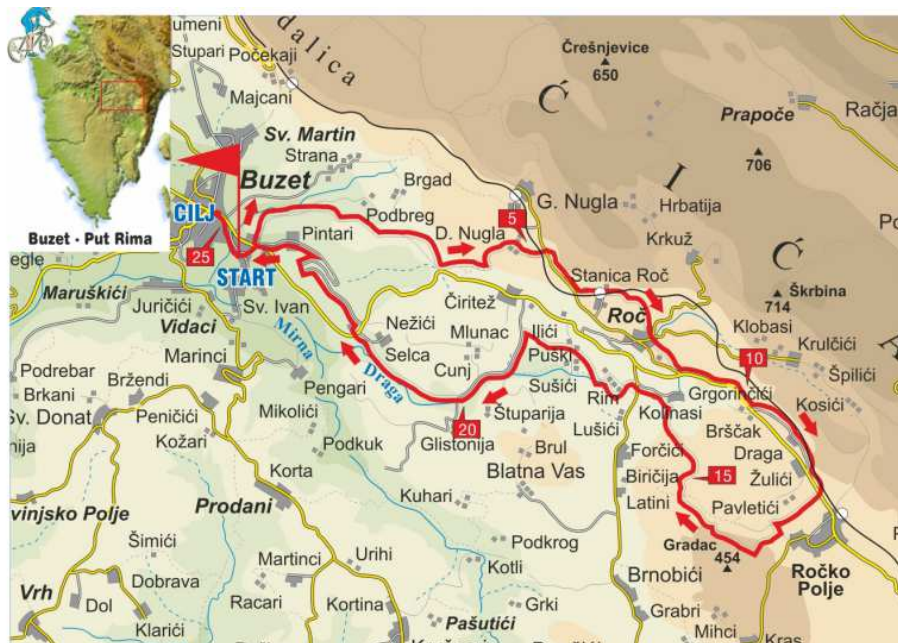 dalica
umeni
Stupari
Počekaji
Majcani
Črešnjevice
650
Ć
I
Ć
Prapoče
Račja
706
Sv. Martin
Strana
Buzet
Brgad
Podbreg
G. Nugla
Hrbatija
Krkuž
CILJ
25
Pintari
D. Nugla
5
Buzet - Put Rima
START
Stanica Roč
Škrbina
714
egle
Maruškići
Juričići
Vidaci
Sv. Ivan
Čiritež
Roč
Klobasi
Krulčići
Marinci
Mirna
Draga
Nežići
Selca
Mlunac
Ilići
Puski
Cunj
Sušići
10
Špilići
Podrebar
Brkani
Bržendi
Pengari
Rim
Kolinasi
Grgorinčići
Kosići
Sv. Donat
nija
Peničići
Mikolići
Kožari
Podkuk
20
Štuparija
Glistonija
Lušići
Brščak
Draga
Brul
Forčići
Žulići
Korta
Blatna Vas
Biričija
15
Latini
Pavletići
Prodani
Kuhari
vinjsko Polje
Šimići
Urihi
Podkrog
Gradac
454
Ročko
Polje
Martinci
Kotli
Brnobići
Dobrava
Vrh
Dol
Racari
Kortina
Grki
Grabri
Klarići
Pašutići
Mihci
Kras